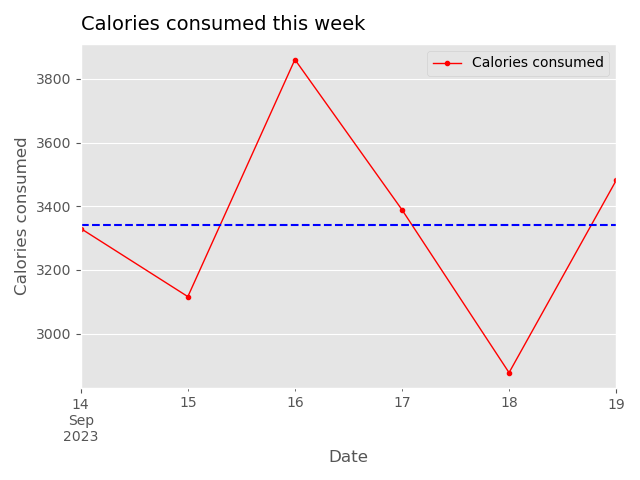 Calories consumed this week
Calories consumed
3800
3600
3400
3200
3000
Calories consumed
14
Sep
2023
15
16
17
18
19
Date